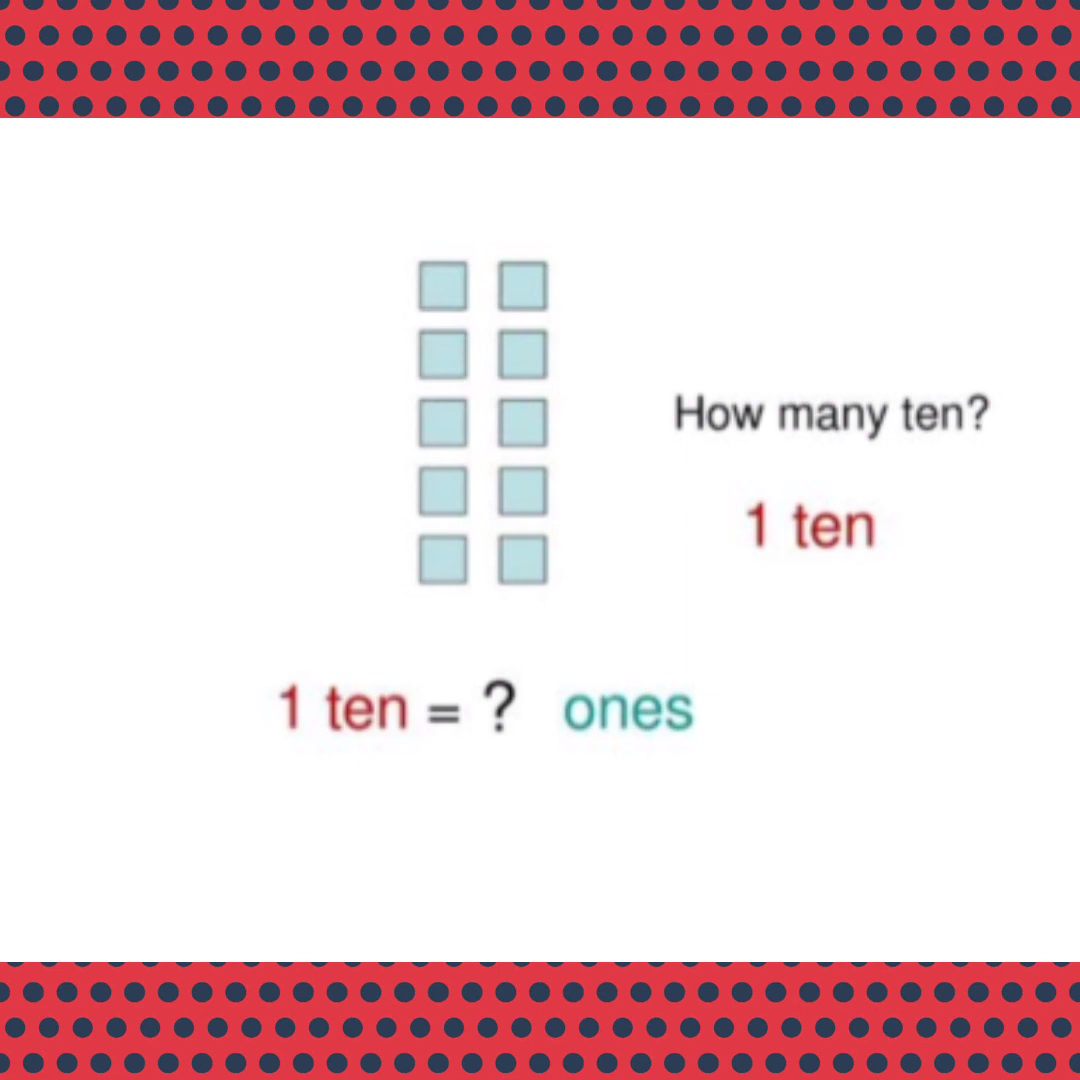 How many ten?
1 ten
1 ten = ? ones